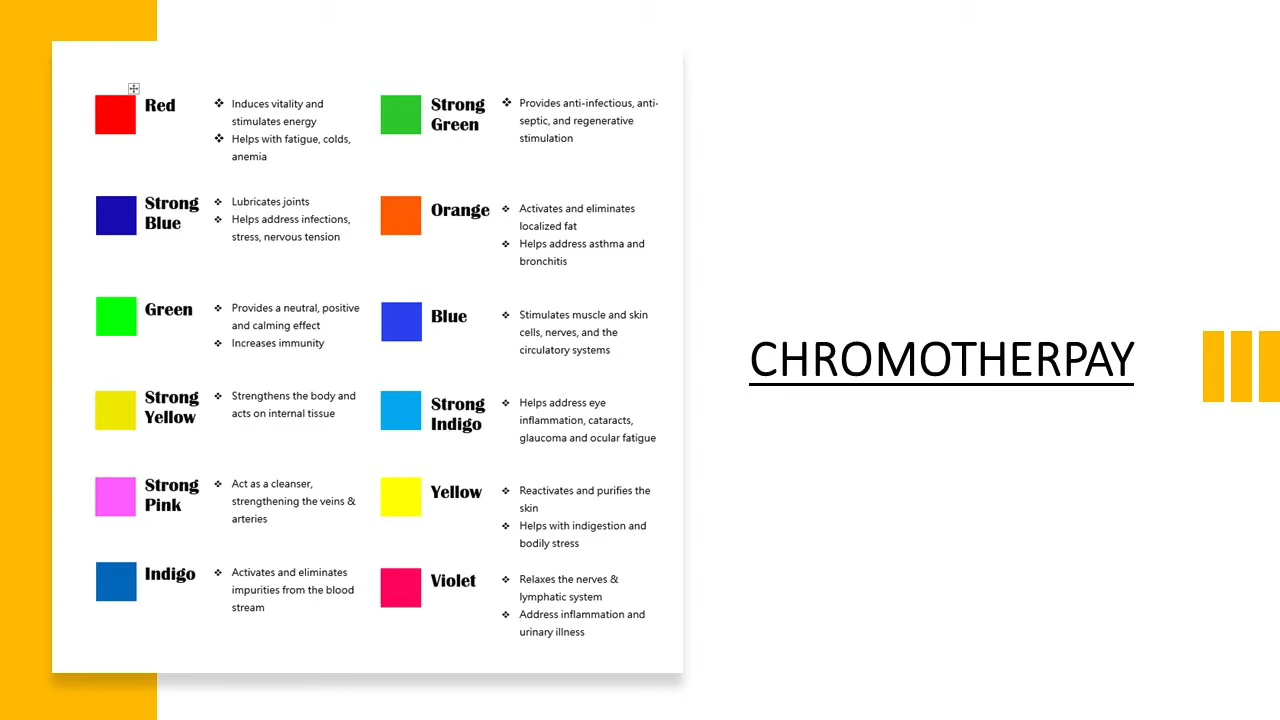 Red
Induces vitality and
stimulates energy
Helps with fatigue, colds,
anemia
Strong
Blue
Lubricates joints
Helps address infections,
stress, nervous tension
Green
Provides a neutral, positive
and calming effect
Increases immunity
Strong
Yellow
Strengthens the body and
acts on internal tissue
Strong
Pink
Act as a cleanser,
strengthening the veins &
arteries
Indigo
Activates and eliminates
impurities from the blood
stream
Strong
Green
Provides anti-infectious, anti-
septic, and regenerative
stimulation
Orange
Activates and eliminates
localized fat
Helps address asthma and
bronchitis
Blue
Stimulates muscle and skin
cells, nerves, and the
circulatory systems
Strong
Indigo
Helps address eye
inflammation, cataracts,
glaucoma and ocular fatigue
Yellow
Reactivates and purifies the
skin
Helps with indigestion and
bodily stress
Violet
Relaxes the nerves &
lymphatic system
Address inflammation and
urinary illness
CHROMOTHERPAY